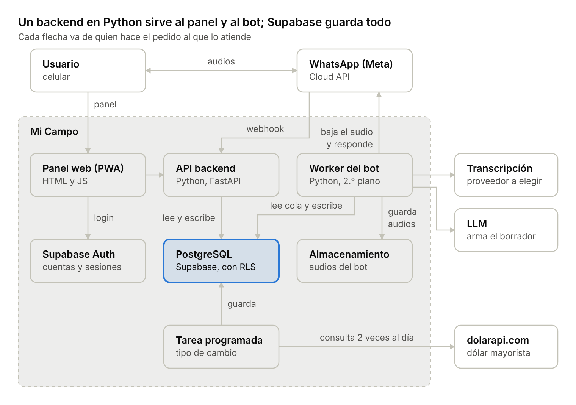 Un backend en Python sirve al panel y al bot; Supabase guarda todo
Cada flecha va de quien hace el pedido al que lo atiende
Usuario
celular
audios
WhatsApp (Meta)
Cloud API
panel
webhook
baja el audio
y responde
Mi Campo
Panel web (PWA)
HTML y JS
API backend
Python, FastAPI
Worker del bot
Python, 2.º plano
Transcripción
proveedor a elegir
login
lee y escribe
lee cola y escribe
guarda
audios
LLM
arma el borrador
Supabase Auth
cuentas y sesiones
PostgreSQL
Supabase, con RLS
Almacenamiento
audios del bot
guarda
Tarea programada
tipo de cambio
consulta 2 veces al día
dolarapi.com
dólar mayorista